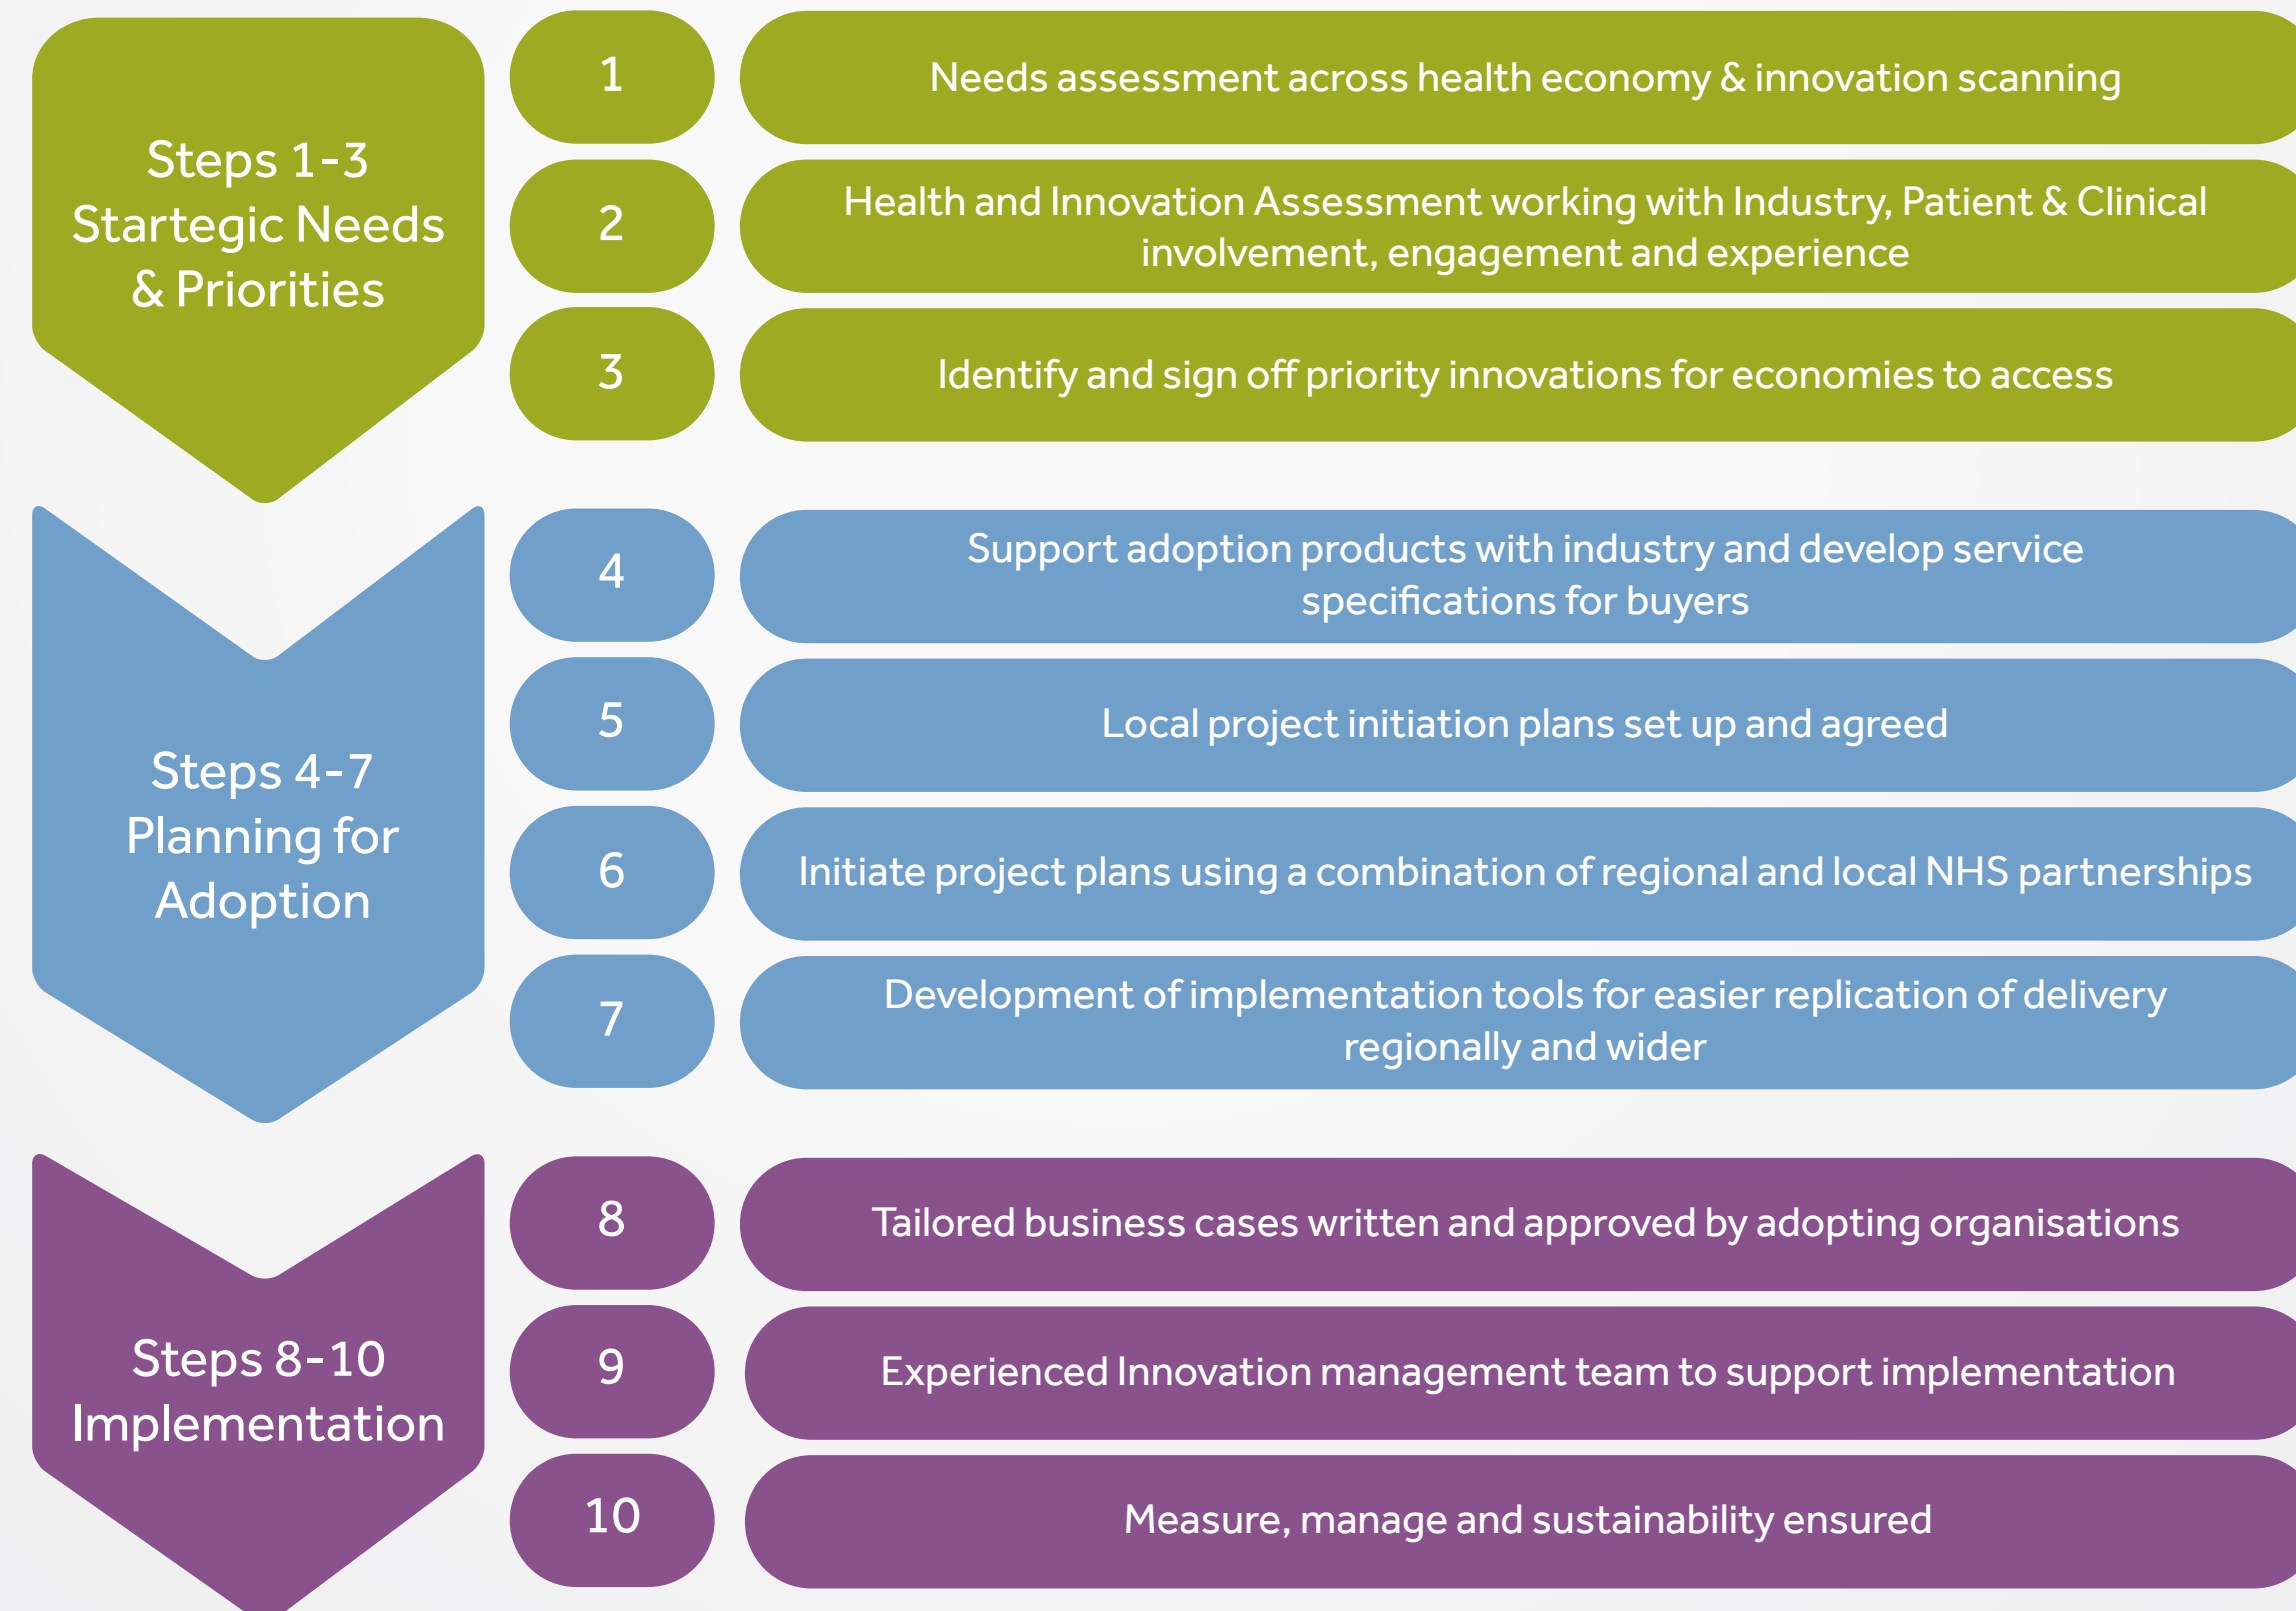 Steps 1-3
Startegic Needs
& Priorities
1
Needs assessment across health economy & innovation scanning
2
Health and Innovation Assessment working with Industry, Patient & Clinical
involvement, engagement and experience
3
Identify and sign off priority innovations for economies to access
Steps 4-7
Planning for
Adoption
4
Support adoption products with industry and develop service
specifications for buyers
5
Local project initiation plans set up and agreed
6
Initiate project plans using a combination of regional and local NHS partnerships
7
Development of implementation tools for easier replication of delivery
regionally and wider
Steps 8-10
Implementation
8
Tailored business cases written and approved by adopting organisations
9
Experienced Innovation management team to support implementation
10
Measure, manage and sustainability ensured